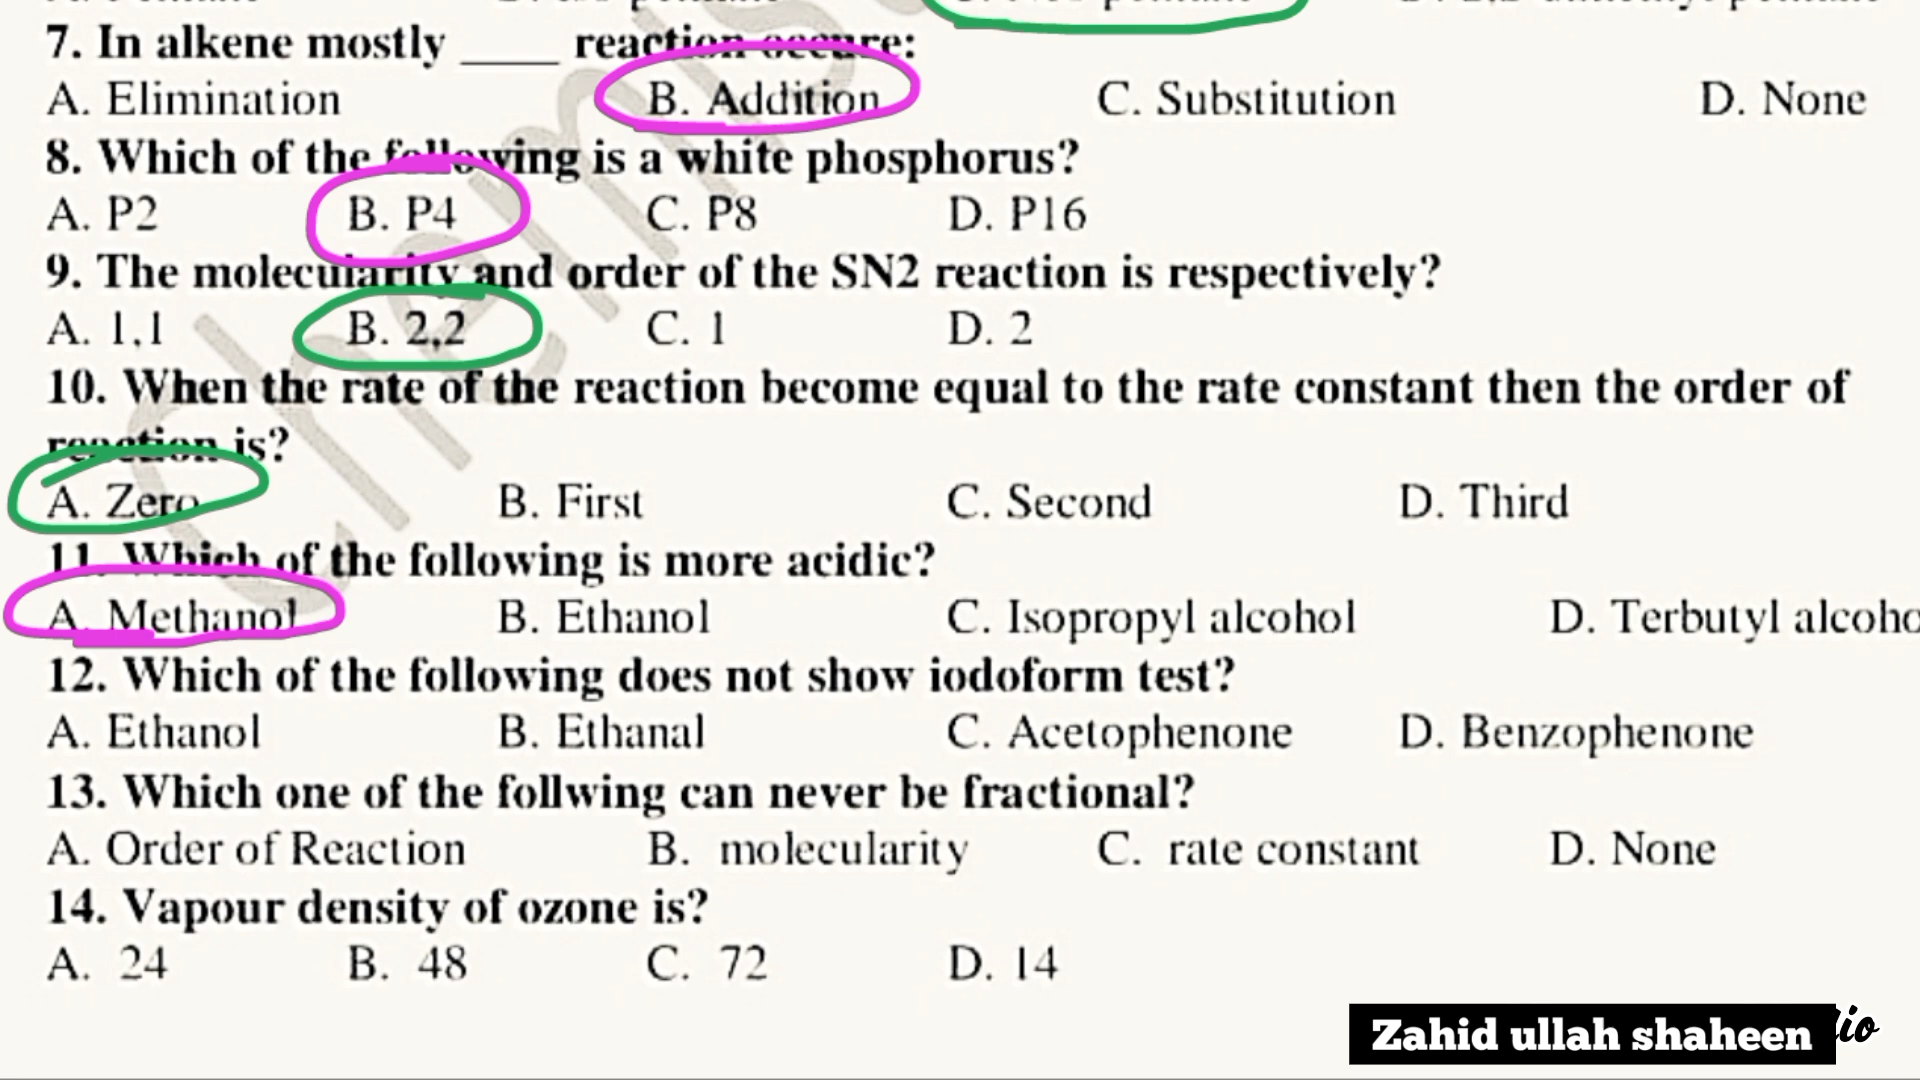 7. In alkene mostly ____ reaction occure:
A. Elimination B. Addition C. Substitution D. None
8. Which of the following is a white phosphorus?
A. P2 B. P4 C. P8 D. P16
9. The molecularity and order of the SN2 reaction is respectively?
A. 1,1 B. 2,2 C. 1 D. 2
10. When the rate of the reaction become equal to the rate constant then the order of
reaction is?
A. Zero B. First C. Second D. Third
11. Which of the following is more acidic?
A. Methanol B. Ethanol C. Isopropyl alcohol D. Terbutyl alcoho
12. Which of the following does not show iodoform test?
A. Ethanol B. Ethanal C. Acetophenone D. Benzophenone
13. Which one of the follwing can never be fractional?
A. Order of Reaction B. molecularity C. rate constant D. None
14. Vapour density of ozone is?
A. 24 B. 48 C. 72 D. 14
Zahid ullah shaheen